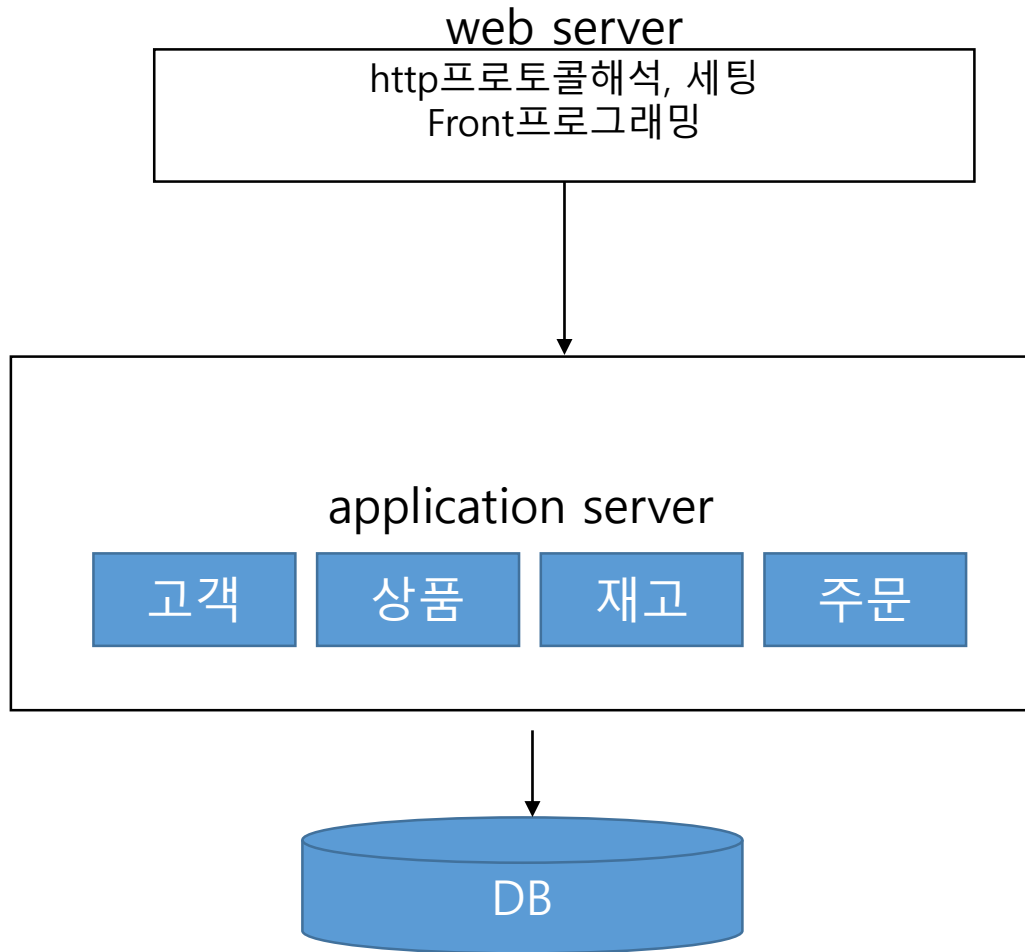 web server
http프로토콜해석, 세팅
Front프로그래밍
application server
고객
상품
재고
주문
DB